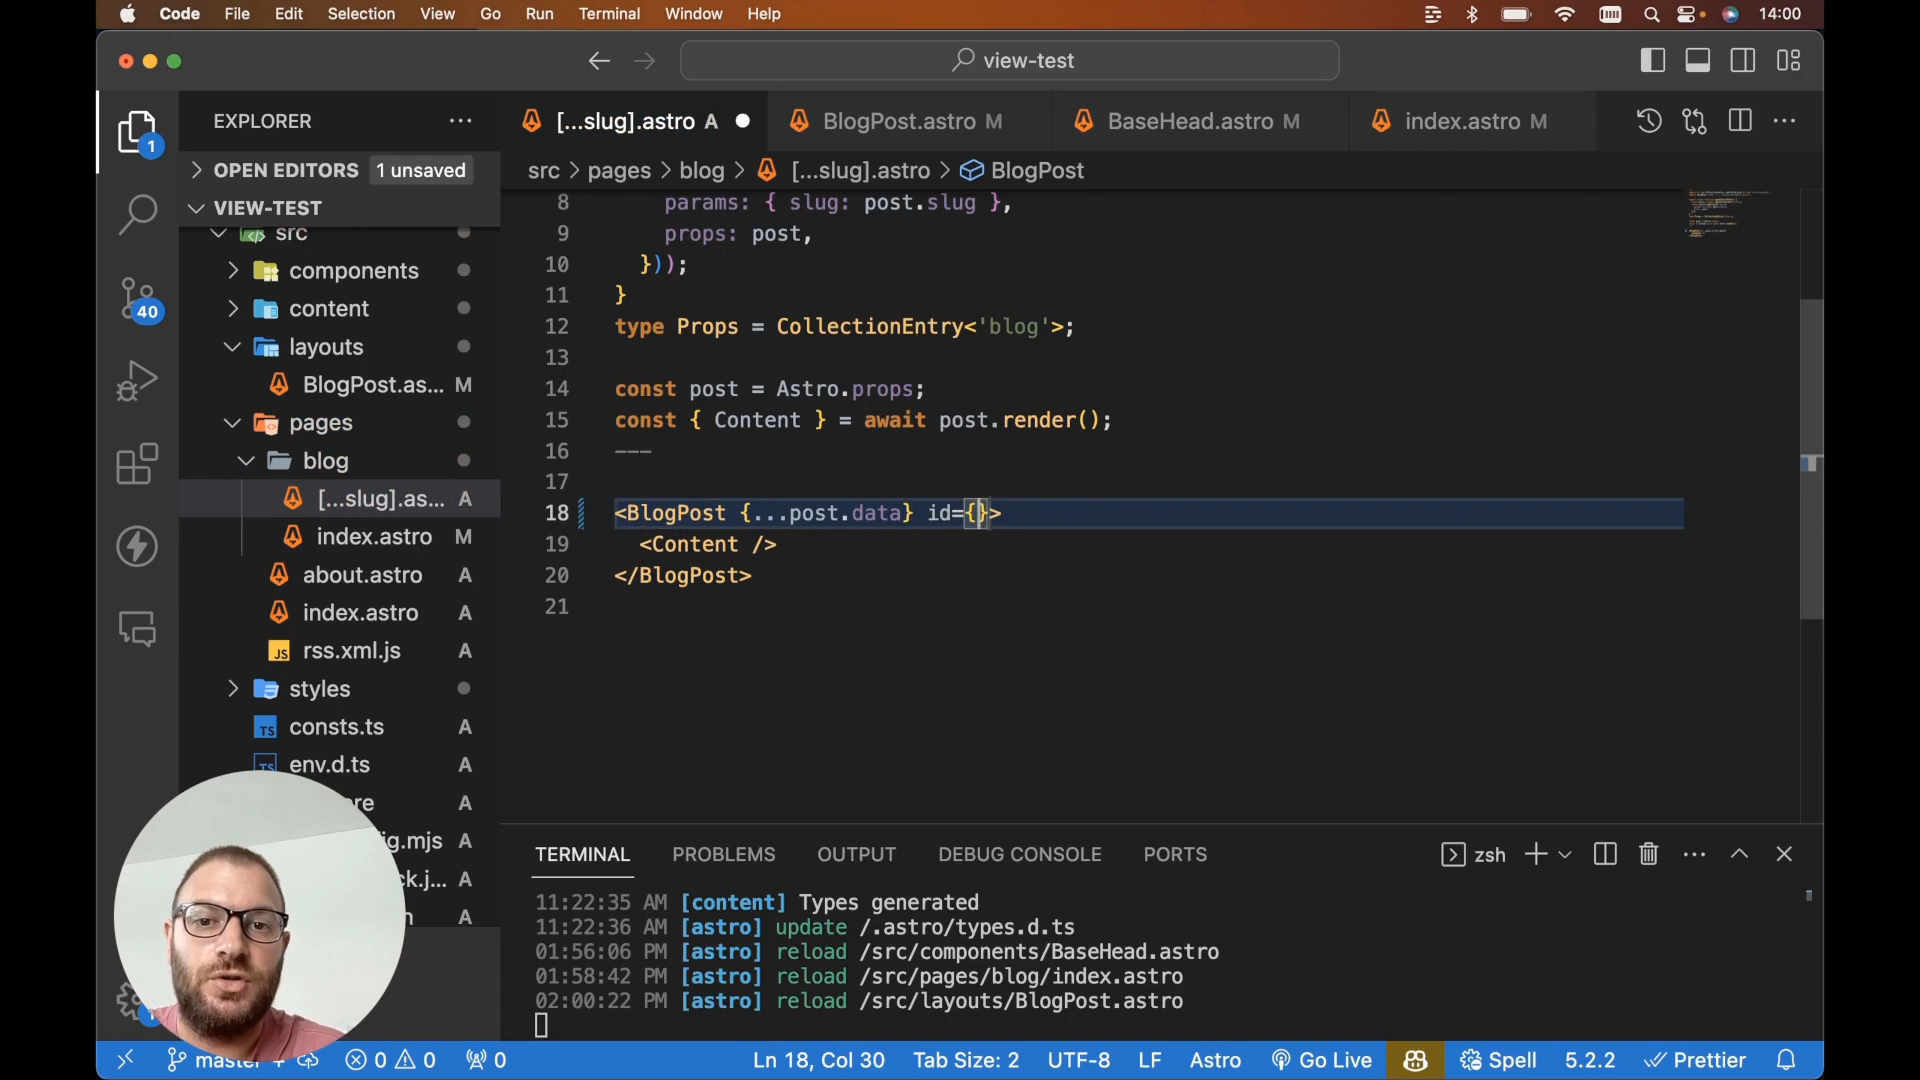 Code File Edit Selection View Go Run Terminal Window Help 14:00
view-test
EXPLORER
OPEN EDITORS 1 unsaved
VIEW-TEST
src
components
content
layouts
BlogPost.as... M
pages
blog
[...slug].as... A
index.astro M
about.astro A
index.astro A
rss.xml.js A
styles
consts.ts A
env.d.ts A
A
ig.mjs A
ck.j... A
A
1
40
[...slug].astro A
BlogPost.astro M
BaseHead.astro M
index.astro M
src > pages > blog > [...slug].astro > BlogPost
8 params: { slug: post.slug },
9 props: post,
10 }));
11 }
12 type Props = CollectionEntry<'blog'>;
13
14 const post = Astro.props;
15 const { Content } = await post.render();
16 ---
17
18 <BlogPost {...post.data} id={}>
19 <Content />
20 </BlogPost>
21
TERMINAL PROBLEMS OUTPUT DEBUG CONSOLE PORTS zsh
11:22:35 AM [content] Types generated
11:22:36 AM [astro] update /.astro/types.d.ts
01:56:06 PM [astro] reload /src/components/BaseHead.astro
01:58:42 PM [astro] reload /src/pages/blog/index.astro
02:00:22 PM [astro] reload /src/layouts/BlogPost.astro
master+ 0 0 0 Ln 18, Col 30 Tab Size: 2 UTF-8 LF Astro Go Live Spell 5.2.2 Prettier